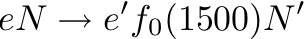 eN → e′f₀(1500)N′